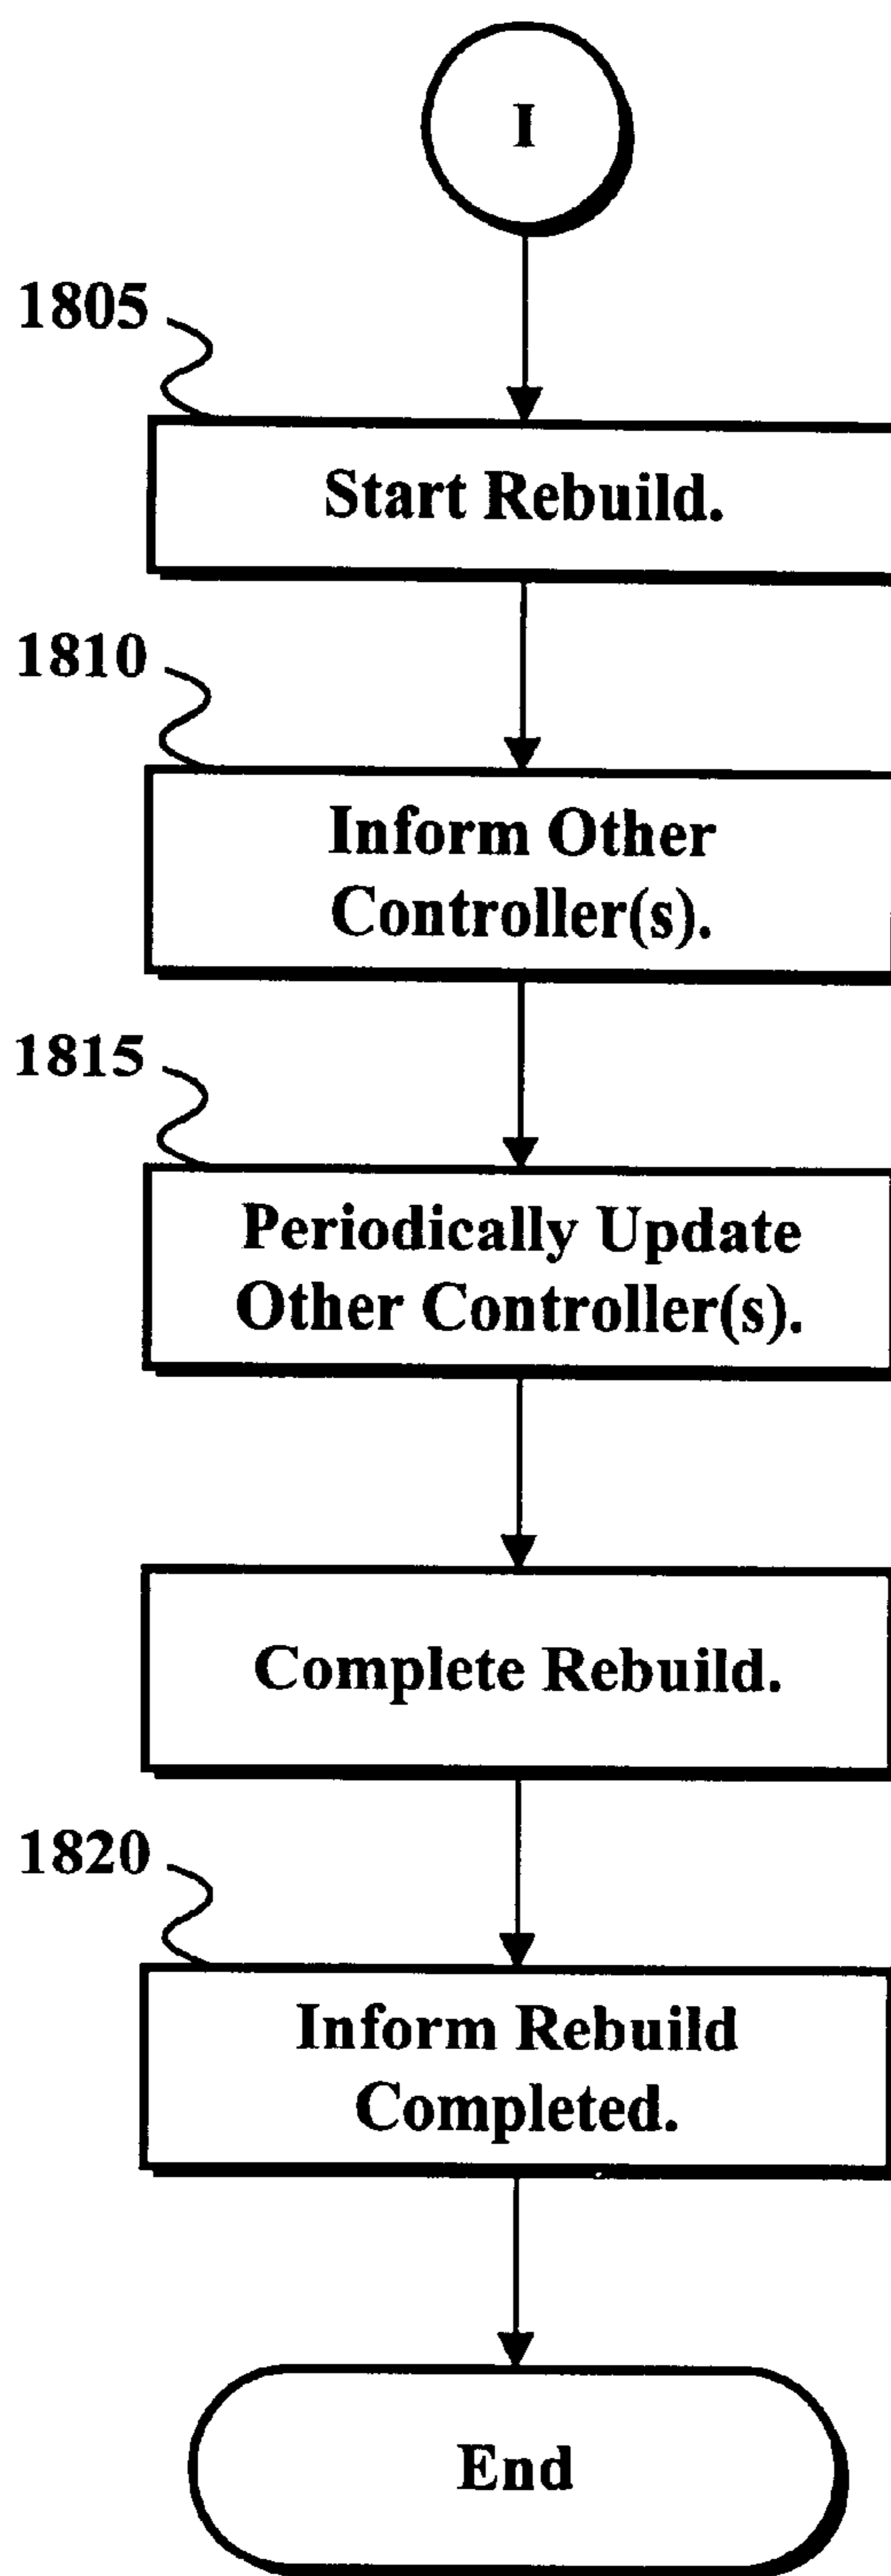 I
1805
Start Rebuild.
1810
Inform Other
Controller(s).
1815
Periodically Update
Other Controller(s).
Complete Rebuild.
1820
Inform Rebuild
Completed.
End